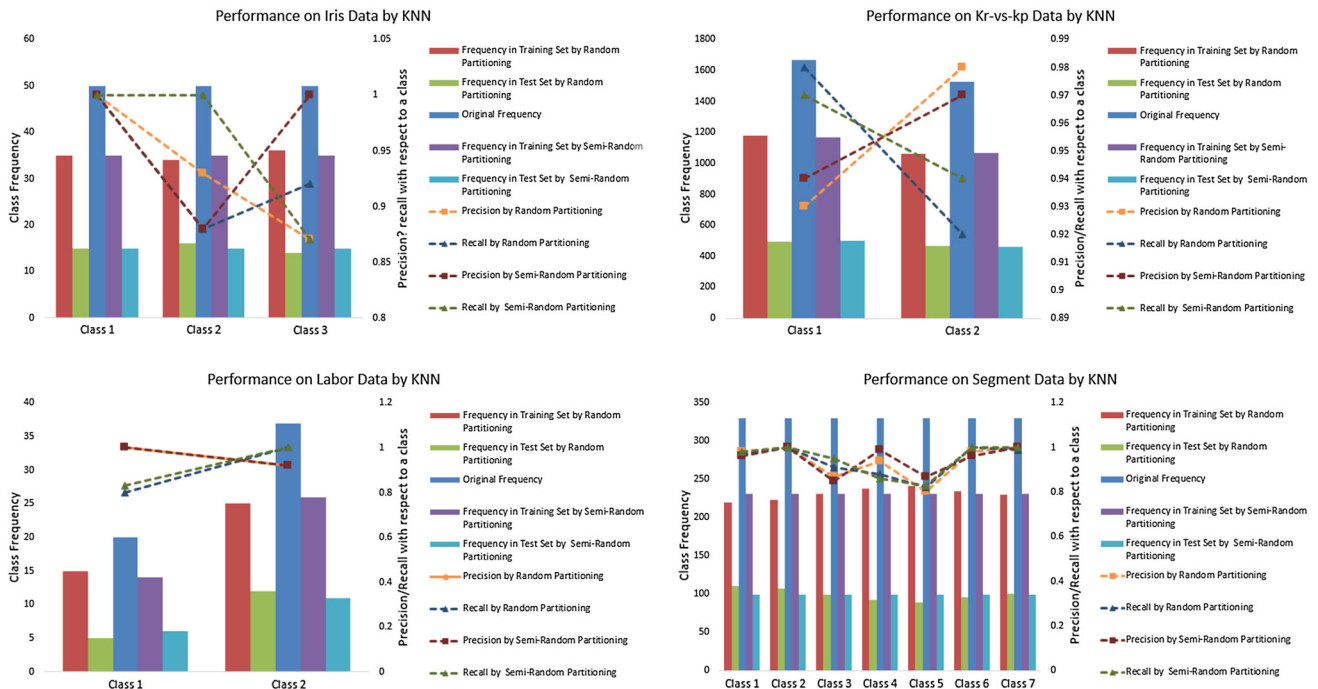 Performance on Iris Data by KNN
60
50
40
30
20
10
0
Class Frequency
Class 1
Class 2
Class 3
1.05
1
0.95
0.9
0.85
0.8
Precision? recall with respect to a class
Frequency in Training Set by Random
Partitioning
Frequency in Test Set by Random
Partitioning
Original Frequency
Frequency in Training Set by Semi-Random
Partitioning
Frequency in Test Set by Semi-Random
Partitioning
Precision by Random Partitioning
Recall by Random Partitioning
Precision by Semi-Random Partitioning
Recall by Semi-Random Partitioning
Performance on Kr-vs-kp Data by KNN
1800
1600
1400
1200
1000
800
600
400
200
0
Class Frequency
Class 1
Class 2
0.99
0.98
0.97
0.96
0.95
0.94
0.93
0.92
0.91
0.9
0.89
Precision/Recall with respect to a class
Frequency in Training Set by Random
Partitioning
Frequency in Test Set by Random
Partitioning
Original Frequency
Frequency in Training Set by Semi-
Random Partitioning
Frequency in Test Set by Semi-Random
Partitioning
Precision by Random Partitioning
Recall by Random Partitioning
Precision by Semi-Random Partitioning
Recall by Semi-Random Partitioning
Performance on Labor Data by KNN
40
35
30
25
20
15
10
5
0
Class Frequency
Class 1
Class 2
1.2
1
0.8
0.6
0.4
0.2
0
Precision/Recall with respect to a class
Frequency in Training Set by Random
Partitioning
Frequency in Test Set by Random
Partitioning
Original Frequency
Frequency in Training Set by Semi-Random
Partitioning
Frequency in Test Set by Semi-Random
Partitioning
Precision by Random Partitioning
Recall by Random Partitioning
Precision by Semi-Random Partitioning
Recall by Semi-Random Partitioning
Performance on Segment Data by KNN
350
300
250
200
150
100
50
0
Class Frequency
Class 1
Class 2
Class 3
Class 4
Class 5
Class 6
Class 7
1.2
1
0.8
0.6
0.4
0.2
0
Precision/Recall with respect to a class
Frequency in Training Set by Random
Partitioning
Frequency in Test Set by Random
Partitioning
Original Frequency
Frequency in Training Set by Semi-Random
Partitioning
Frequency in Test Set by Semi-Random
Partitioning
Precision by Random Partitioning
Recall by Random Partitioning
Precision by Semi-Random Partitioning
Recall by Semi-Random Partitioning